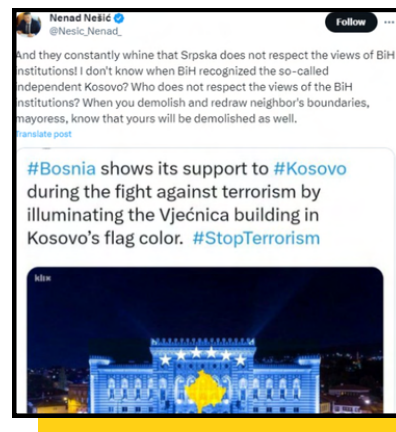 Nenad Nešić
@Nesic_Nenad_
Follow
And they constantly whine that Srpska does not respect the views of BiH
institutions! I don't know when BiH recognized the so-called
independent Kosovo? Who does not respect the views of the BiH
institutions? When you demolish and redraw neighbor's boundaries,
mayoress, know that yours will be demolished as well.
Translate post
#Bosnia shows its support to #Kosovo
during the fight against terrorism by
illuminating the Vjećnica building in
Kosovo's flag color. #StopTerrorism
klix